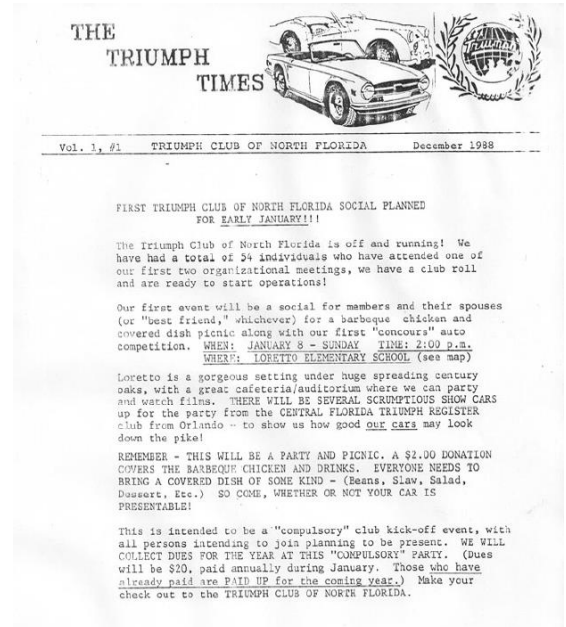 THE
TRIUMPH
TIMES
Triumph
Vol. 1, #1 TRIUMPH CLUB OF NORTH FLORIDA December 1988
FIRST TRIUMPH CLUB OF NORTH FLORIDA SOCIAL PLANNED
FOR EARLY JANUARY!!!
The Triumph Club of North Florida is off and running! We
have had a total of 54 individuals who have attended one of
our first two organizational meetings, we have a club roll
and are ready to start operations!
Our first event will be a social for members and their spouses
(or "best friend," whichever) for a barbeque chicken and
covered dish picnic along with our first "concours" auto
competition. WHEN: JANUARY 8 - SUNDAY TIME: 2:00 p.m.
WHERE: LORETTO ELEMENTARY SCHOOL (see map)
Loretto is a gorgeous setting under huge spreading century
oaks, with a great cafeteria/auditorium where we can party
and watch films. THERE WILL BE SEVERAL SCRUMPTIOUS SHOW CARS
up for the party from the CENTRAL FLORIDA TRIUMPH REGISTER
club from Orlando - to show us how good our cars may look
down the pike!
REMEMBER - THIS WILL BE A PARTY AND PICNIC. A $2.00 DONATION
COVERS THE BARBEQUE CHICKEN AND DRINKS. EVERYONE NEEDS TO
BRING A COVERED DISH OF SOME KIND - (Beans, Slaw, Salad,
Dessert, Etc.) SO COME, WHETHER OR NOT YOUR CAR IS
PRESENTABLE!
This is intended to be a "compulsory" club kick-off event, with
all persons intending to join planning to be present. WE WILL
COLLECT DUES FOR THE YEAR AT THIS "COMPULSORY" PARTY. (Dues
will be $20, paid annually during January. Those who have
already paid are PAID UP for the coming year.) Make your
check out to the TRIUMPH CLUB OF NORTH FLORIDA.